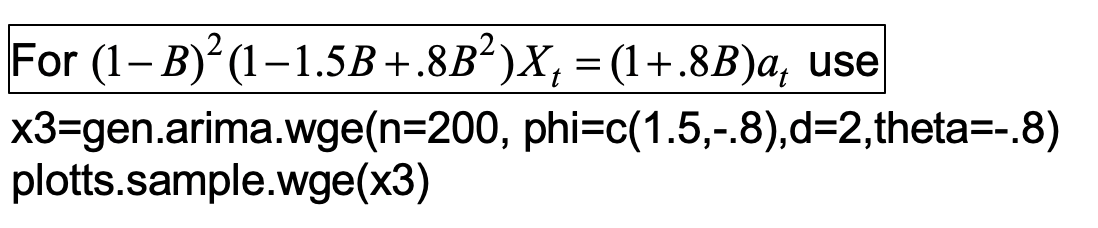 For (1−B)²(1−1.5B+.8B²)Xₜ = (1+.8B)aₜ use
x3=gen.arima.wge(n=200, phi=c(1.5,-.8),d=2,theta=-.8)
plotts.sample.wge(x3)